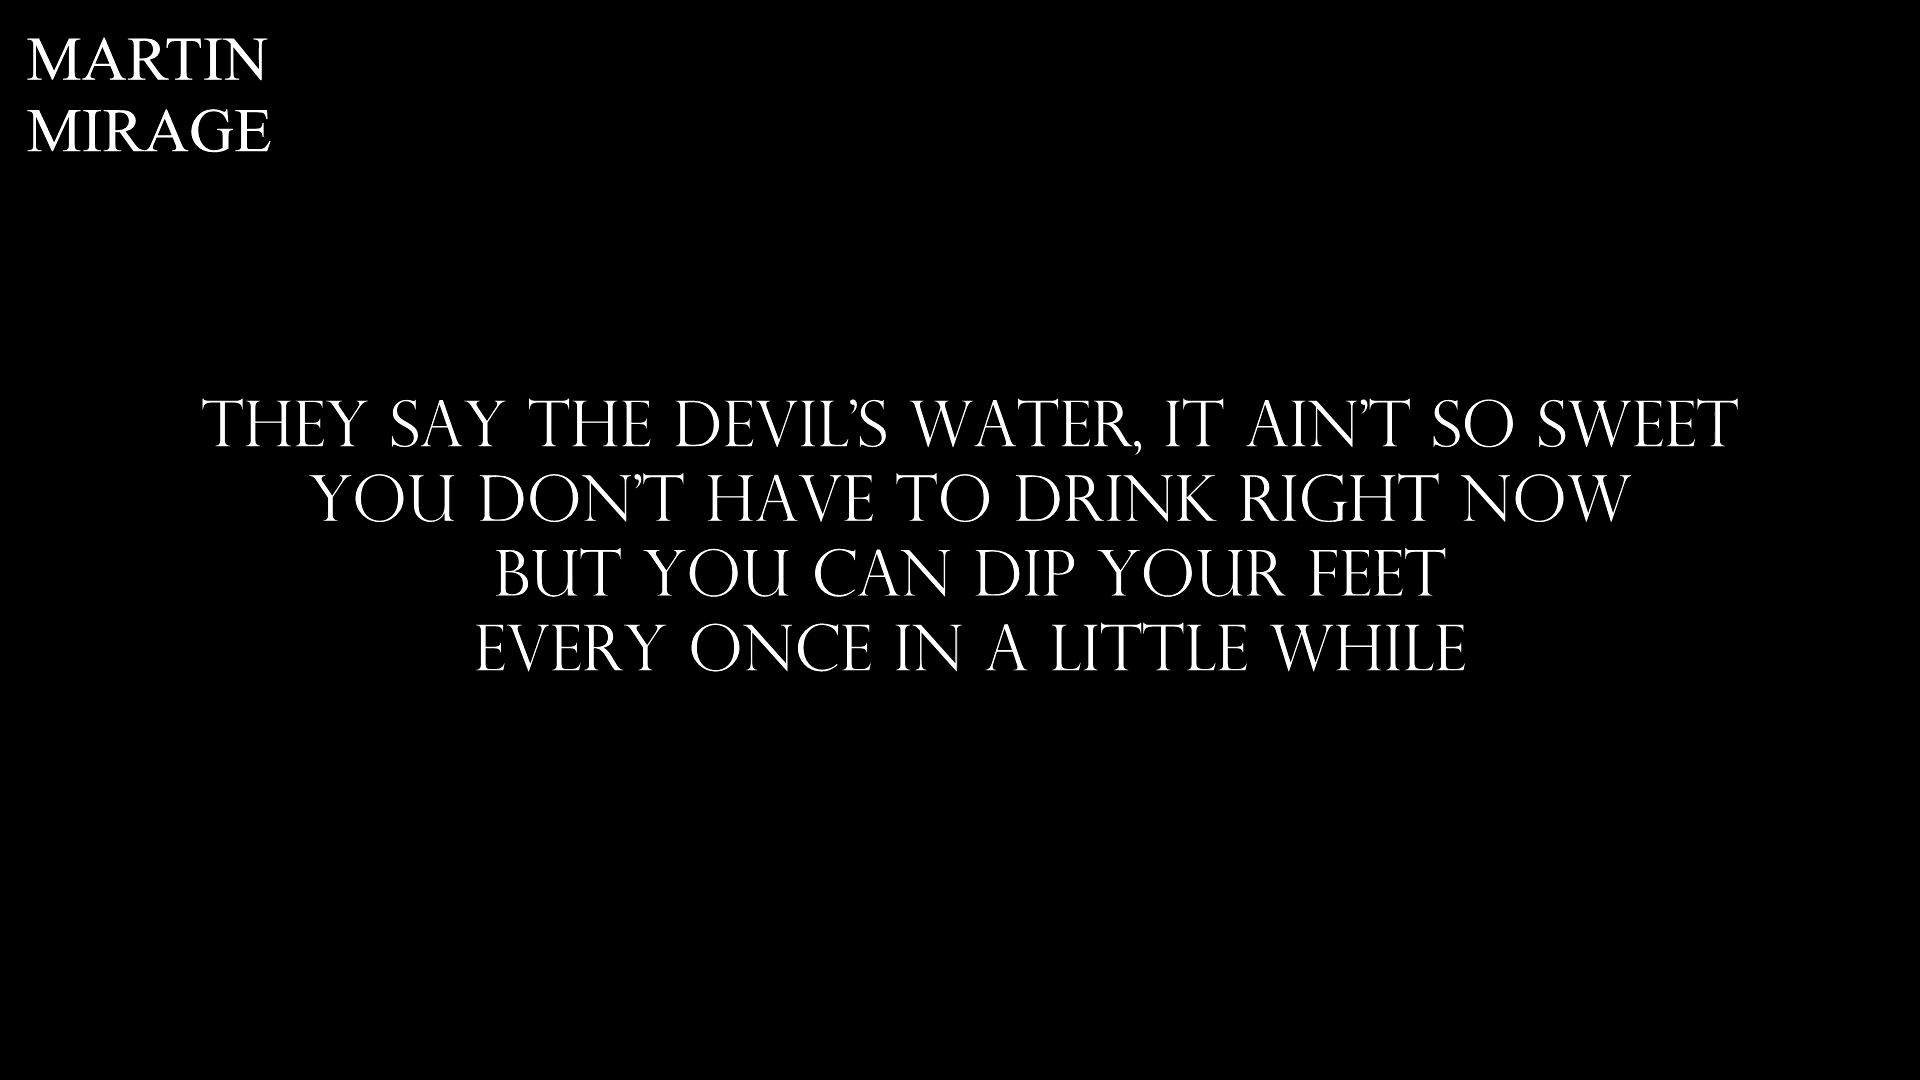 MARTIN
MIRAGE
THEY SAY THE DEVIL'S WATER, IT AIN'T SO SWEET
YOU DON'T HAVE TO DRINK RIGHT NOW
BUT YOU CAN DIP YOUR FEET
EVERY ONCE IN A LITTLE WHILE